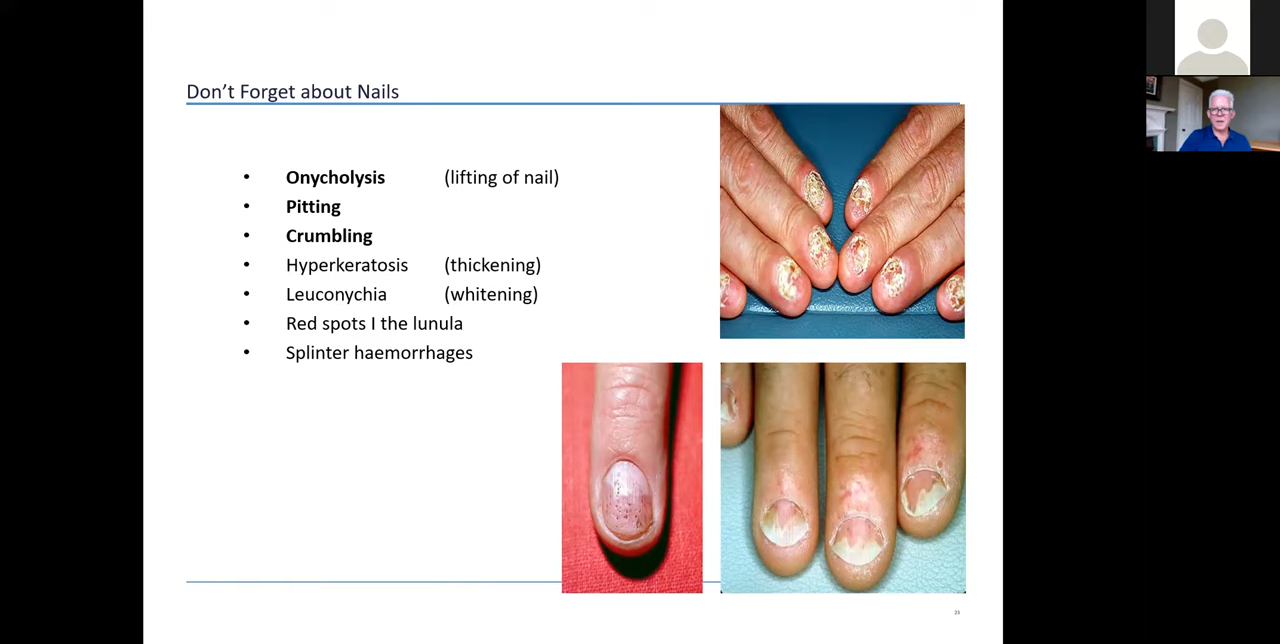 Don't Forget about Nails
• Onycholysis (lifting of nail)
• Pitting
• Crumbling
• Hyperkeratosis (thickening)
• Leuconychia (whitening)
• Red spots I the lunula
• Splinter haemorrhages
23